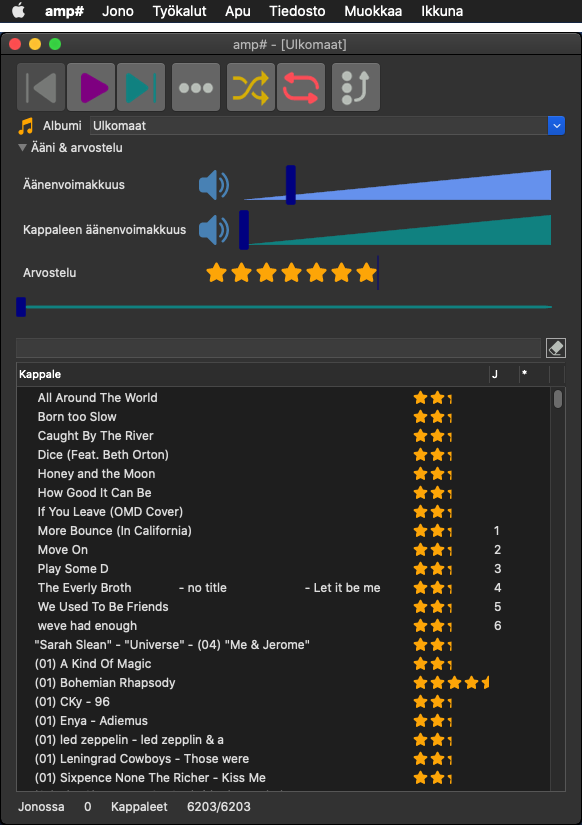 amp# Jono Työkalut Apu Tiedosto Muokkaa Ikkuna
amp# - [Ulkomaat]
Albumi Ulkomaat
Ääni & arvostelu
Äänenvoimakkuus
Kappaleen äänenvoimakkuus
Arvostelu
Kappale J *
All Around The World
Born too Slow
Caught By The River
Dice (Feat. Beth Orton)
Honey and the Moon
How Good It Can Be
If You Leave (OMD Cover)
More Bounce (In California) 1
Move On 2
Play Some D 3
The Everly Broth - no title - Let it be me 4
We Used To Be Friends 5
weve had enough 6
"Sarah Slean" - "Universe" - (04) "Me & Jerome"
(01) A Kind Of Magic
(01) Bohemian Rhapsody
(01) CKy - 96
(01) Enya - Adiemus
(01) led zeppelin - led zepplin & a
(01) Leningrad Cowboys - Those were
(01) Sixpence None The Richer - Kiss Me
Jonossa 0 Kappaleet 6203/6203